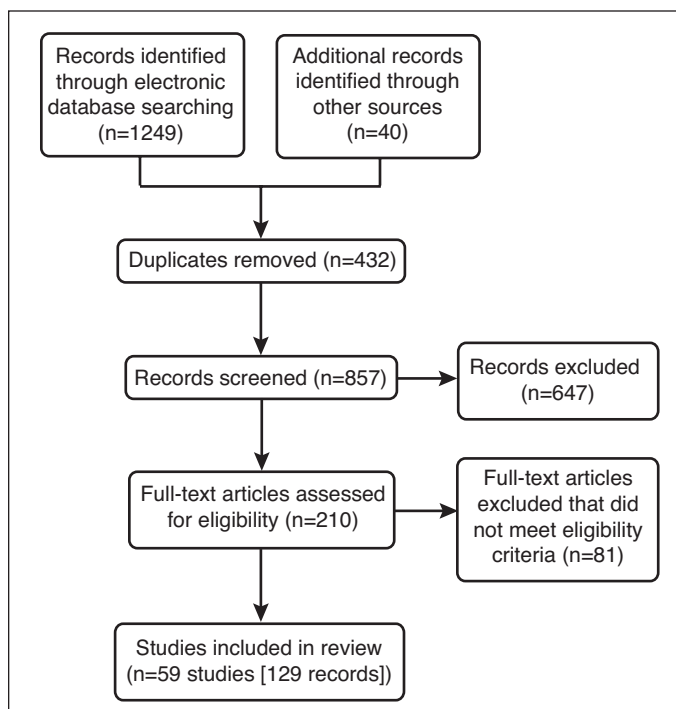 Records identified
through electronic
database searching
(n=1249)
Additional records
identified through
other sources
(n=40)
Duplicates removed (n=432)
Records screened (n=857)
Records excluded
(n=647)
Full-text articles assessed
for eligibility (n=210)
Full-text articles
excluded that did
not meet eligibility
criteria (n=81)
Studies included in review
(n=59 studies [129 records])